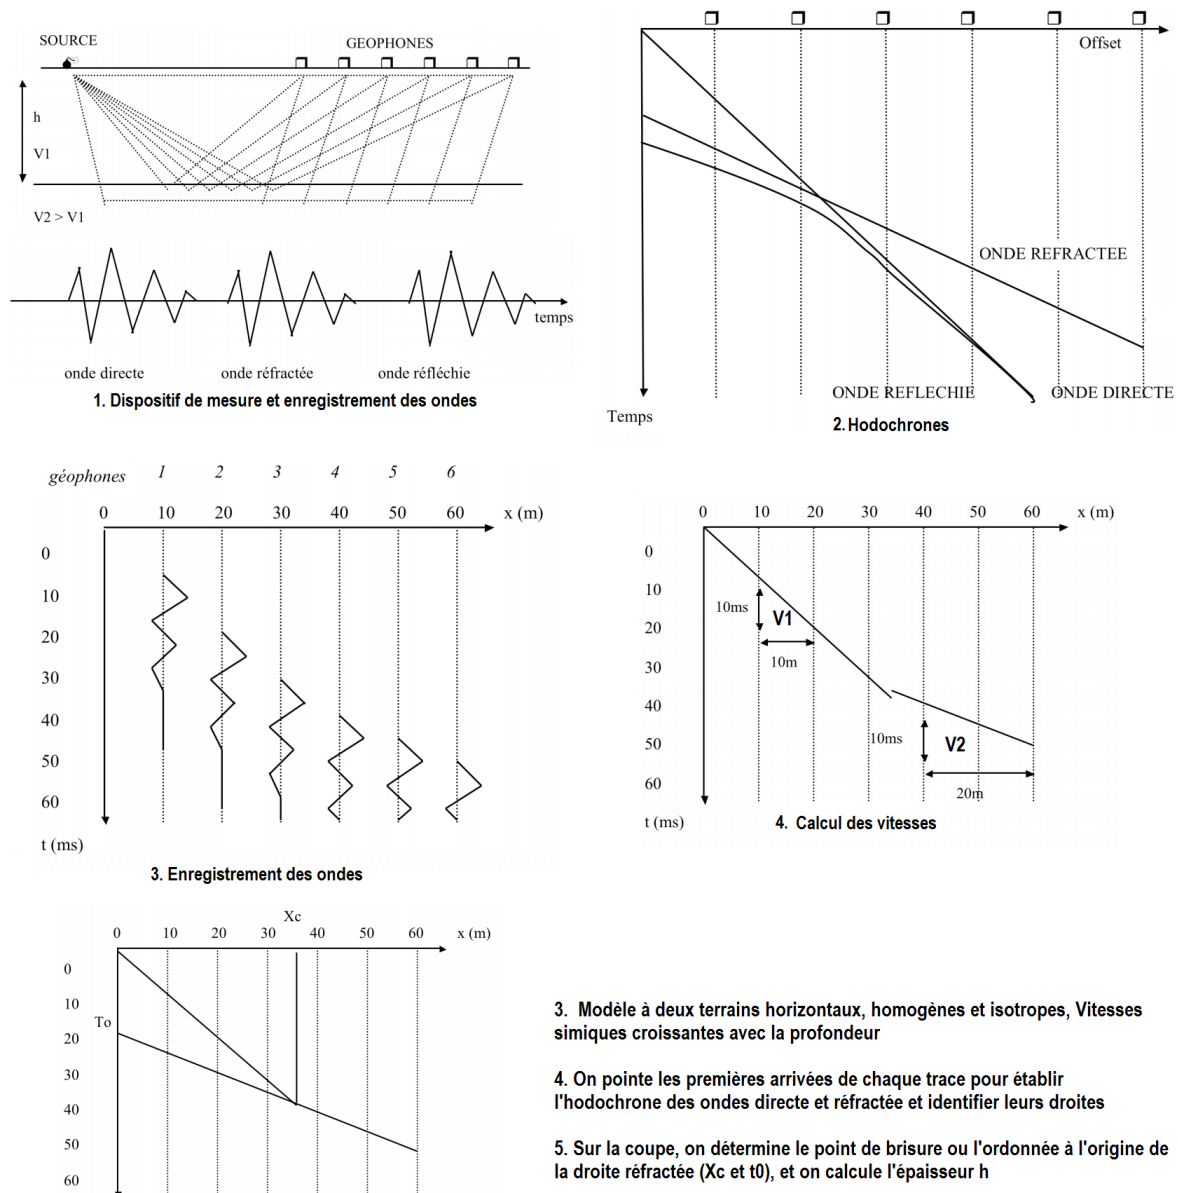 SOURCE
GEOPHONES
h
V1
V2 > V1
temps
onde directe
onde réfractée
onde réfléchie
1. Dispositif de mesure et enregistrement des ondes
Offset
ONDE REFRACTEE
ONDE REFLECHIE
ONDE DIRECTE
Temps
2. Hodochrones
géophones 1 2 3 4 5 6
0 10 20 30 40 50 60 x (m)
0
10
20
30
40
50
60
t (ms)
3. Enregistrement des ondes
0 10 20 30 40 50 60 x (m)
0
10
10ms
V1
20
10m
30
40
10ms
V2
50
60
20m
t (ms)
4. Calcul des vitesses
Xc
0 10 20 30 40 50 60 x (m)
0
10
To
20
30
40
50
60
3. Modèle à deux terrains horizontaux, homogènes et isotropes, Vitesses
simiques croissantes avec la profondeur
4. On pointe les premières arrivées de chaque trace pour établir
l'hodochrone des ondes directe et réfractée et identifier leurs droites
5. Sur la coupe, on détermine le point de brisure ou l'ordonnée à l'origine de
la droite réfractée (Xc et t0), et on calcule l'épaisseur h